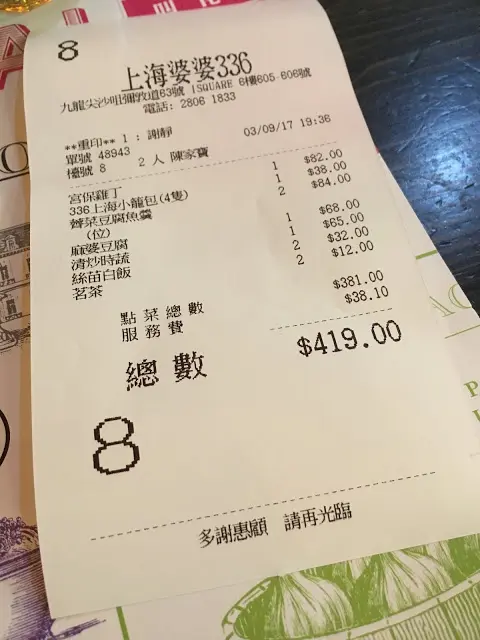 8
上海婆婆336
九龍尖沙咀彌敦道63號 ISQUARE 6樓605-606號
電話: 2806 1833
**重印** 1 : 謝靜 03/09/17 19:36
單號 48943
檯號 8 2 人 陳家寶
宮保雞丁 1 $82.00
336上海小籠包(4隻) 1 $38.00
蓴菜豆腐魚羹 2 $84.00
(位)
麻婆豆腐 1 $68.00
清炒時蔬 1 $65.00
絲苗白飯 2 $32.00
茗茶 2 $12.00
點菜總數 $381.00
服務費 $38.10
總數 $419.00
8
多謝惠顧 請再光臨